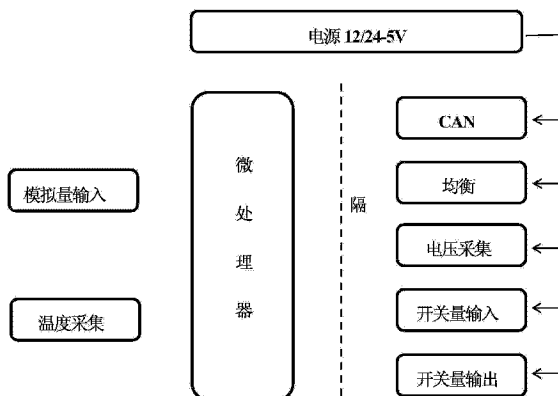 电源 12/24-5V
微处理器
隔
CAN
均衡
电压采集
开关量输入
开关量输出
模拟量输入
温度采集